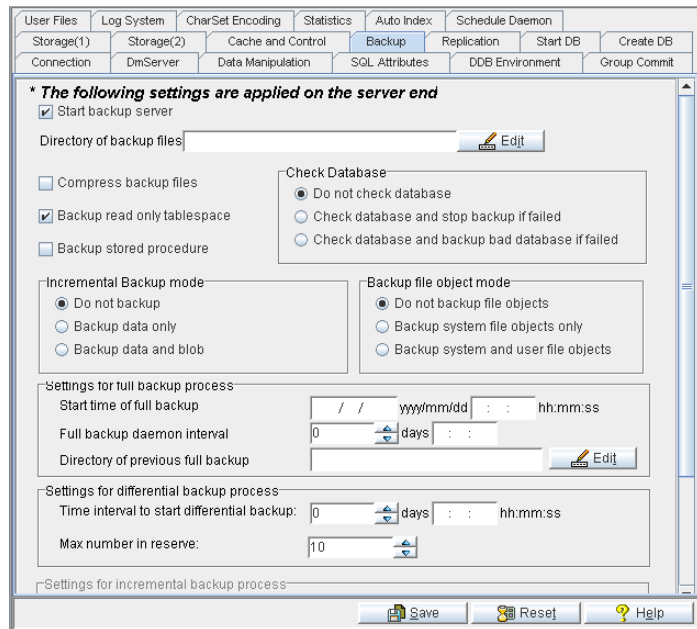 User Files Log System CharSet Encoding Statistics Auto Index Schedule Daemon
Storage(1) Storage(2) Cache and Control Backup Replication Start DB Create DB
Connection DmServer Data Manipulation SQL Attributes DDB Environment Group Commit
* The following settings are applied on the server end
Start backup server
Directory of backup files Edit
Compress backup files
Backup read only tablespace
Backup stored procedure
Check Database
Do not check database
Check database and stop backup if failed
Check database and backup bad database if failed
Incremental Backup mode
Do not backup
Backup data only
Backup data and blob
Backup file object mode
Do not backup file objects
Backup system file objects only
Backup system and user file objects
Settings for full backup process
Start time of full backup / / yyyy/mm/dd : : hh:mm:ss
Full backup daemon interval 0 days : :
Directory of previous full backup Edit
Settings for differential backup process
Time interval to start differential backup: 0 days : : hh:mm:ss
Max number in reserve: 10
Settings for incremental backup process
Save Reset Help